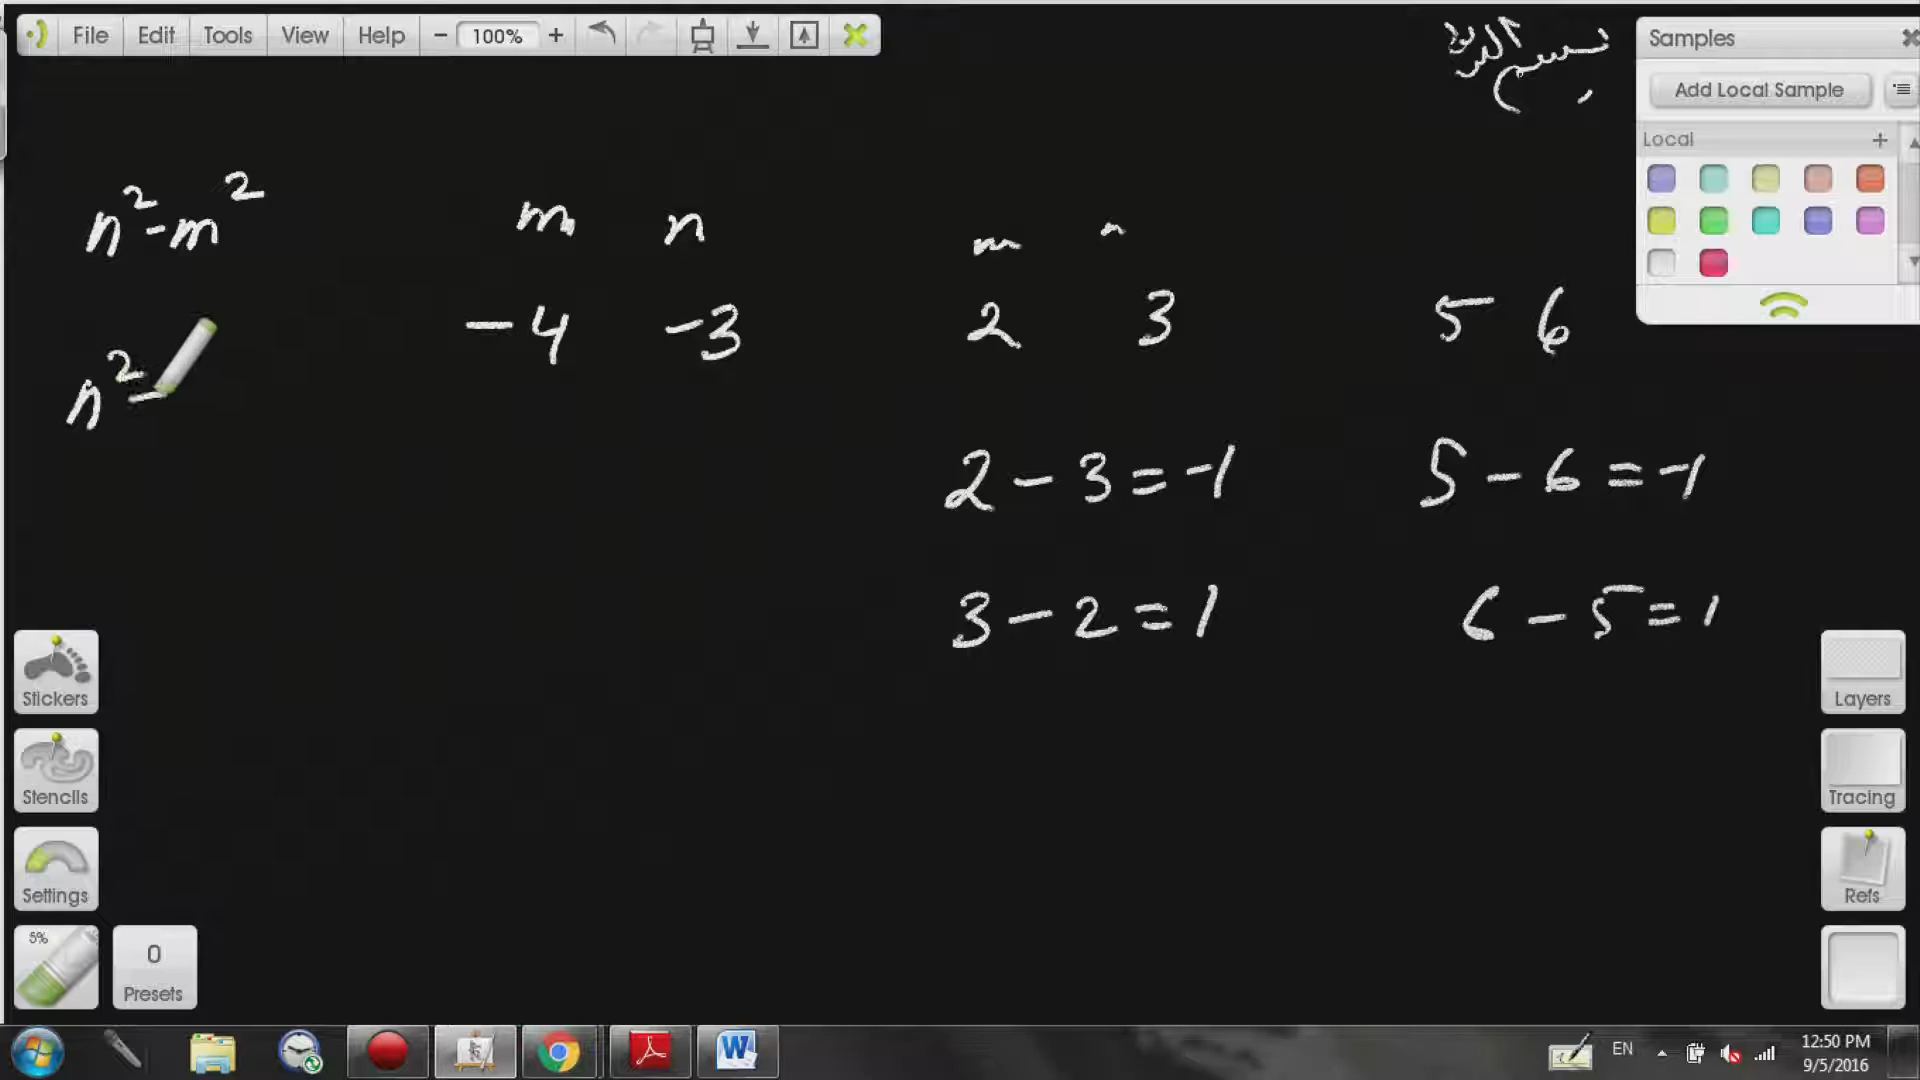 File Edit Tools View Help − 100% +
بسم الله
Samples
Add Local Sample
Local +
n² - m²
m n
m n
-4 -3
2 3
5 6
n² -
2 - 3 = -1
5 - 6 = -1
3 - 2 = 1
6 - 5 = 1
Stickers
Stencils
Settings
5%
0
Presets
Layers
Tracing
Refs
EN
12:50 PM
9/5/2016